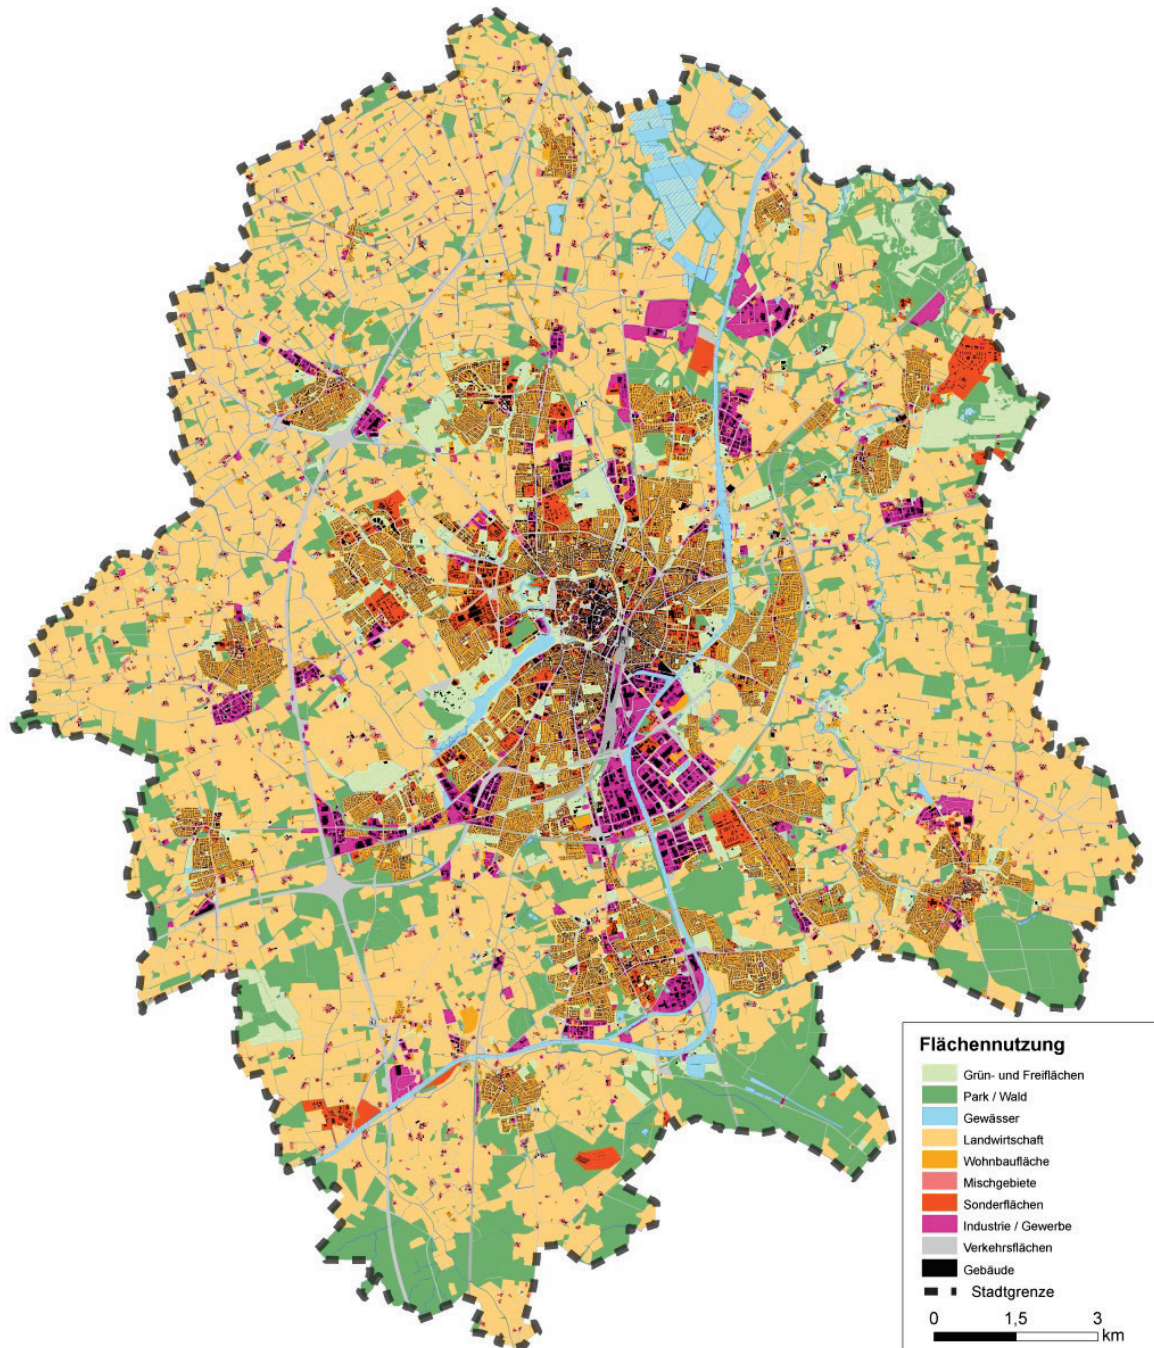 Flächennutzung
Grün- und Freiflächen
Park / Wald
Gewässer
Landwirtschaft
Wohnbaufläche
Mischgebiete
Sonderflächen
Industrie / Gewerbe
Verkehrsflächen
Gebäude
Stadtgrenze
0 1,5 3
km